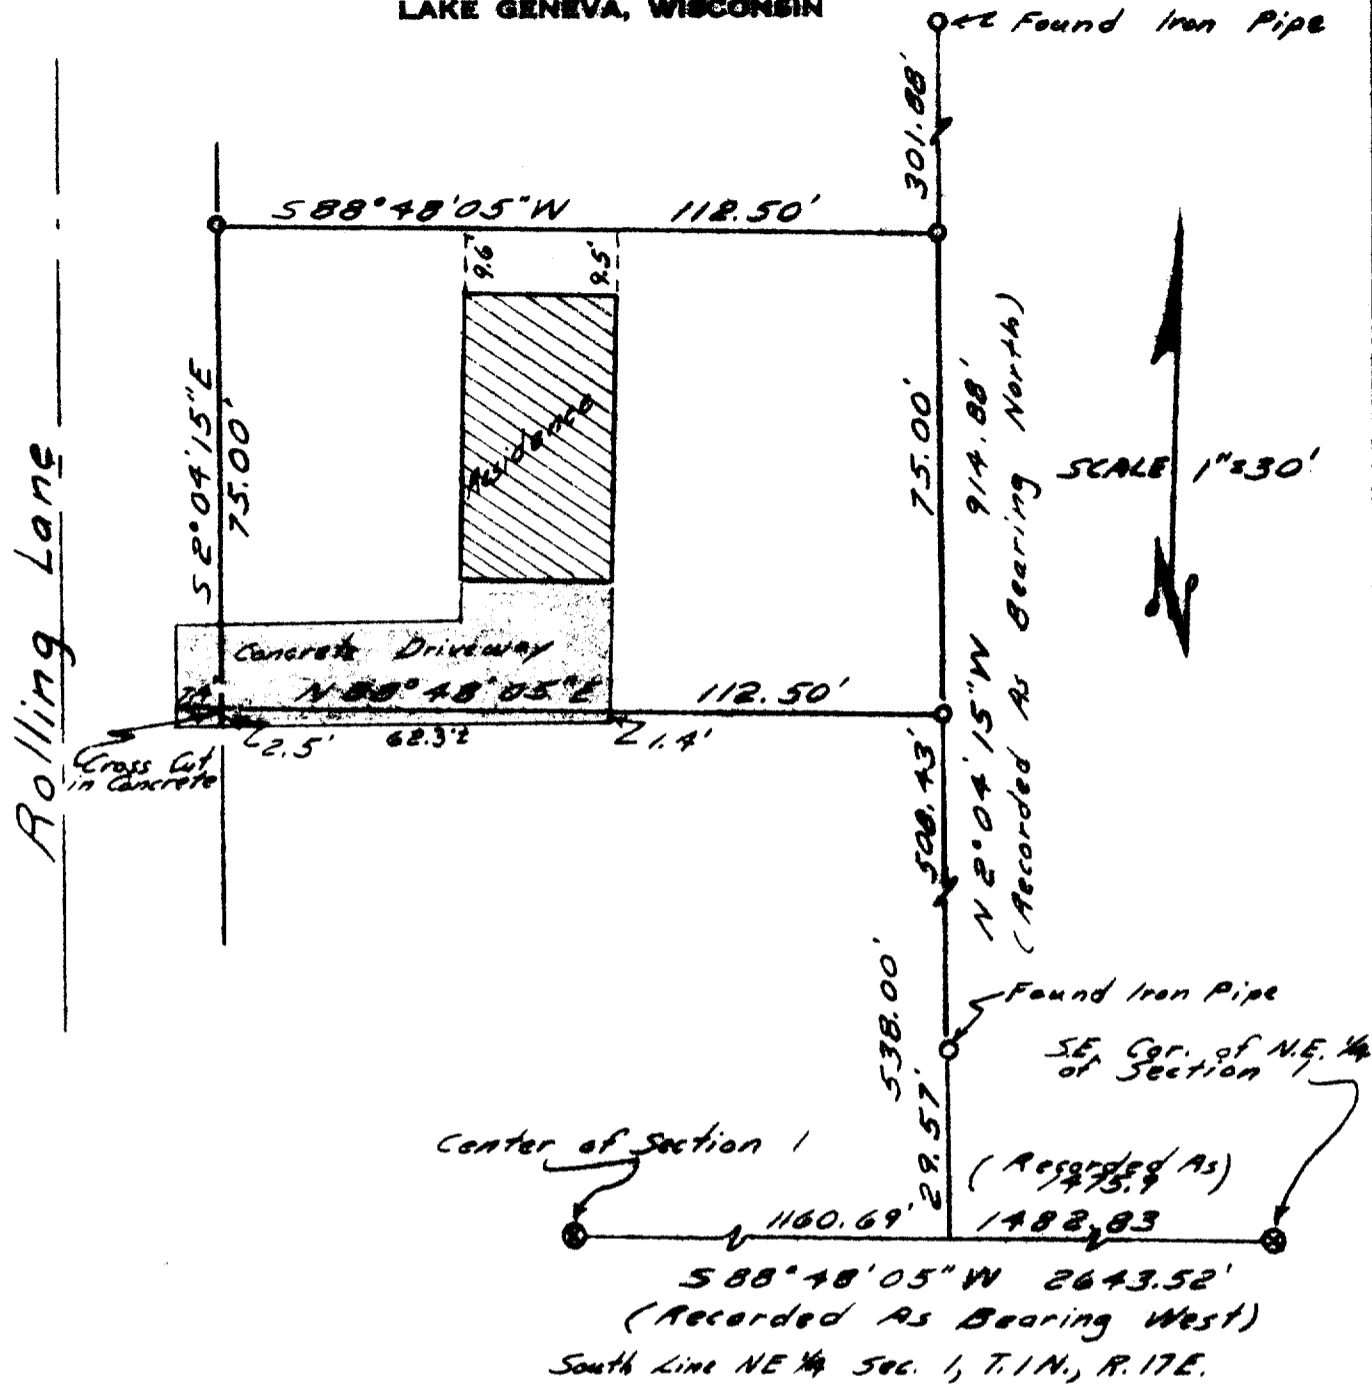 LAKE GENEVA, WISCONSIN
Found Iron Pipe
301.88'
S 88°48'05"W 112.50'
9.6'
9.5'
S 2°04'15"E
75.00'
Residence
75.00'
914.88'
N 2°04'15"W
(Recorded As Bearing North)
SCALE 1"=30'
N
Rolling Lane
Concrete Driveway
N 88°48'05"E 112.50'
2.5'
62.3'±
1.4'
Cross Cut
in Concrete
508.43'
538.00'
Found Iron Pipe
S.E. Cor. of N.E. ¼
of Section 1
29.57'
Center of Section 1
(Recorded As)
1475.9
1160.69'
1482.83
S 88°48'05"W 2643.52'
(Recorded As Bearing West)
South Line NE ¼ Sec. 1, T.1N., R.17E.